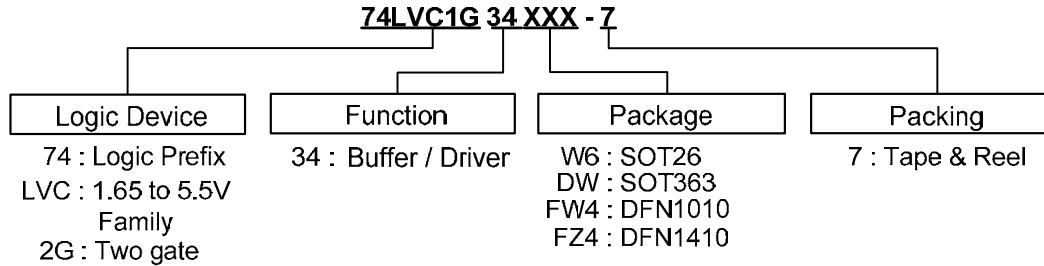 74LVC1G 34 XXX - 7
Logic Device
74 : Logic Prefix
LVC : 1.65 to 5.5V
Family
2G : Two gate
Function
34 : Buffer / Driver
Package
W6 : SOT26
DW : SOT363
FW4 : DFN1010
FZ4 : DFN1410
Packing
7 : Tape & Reel